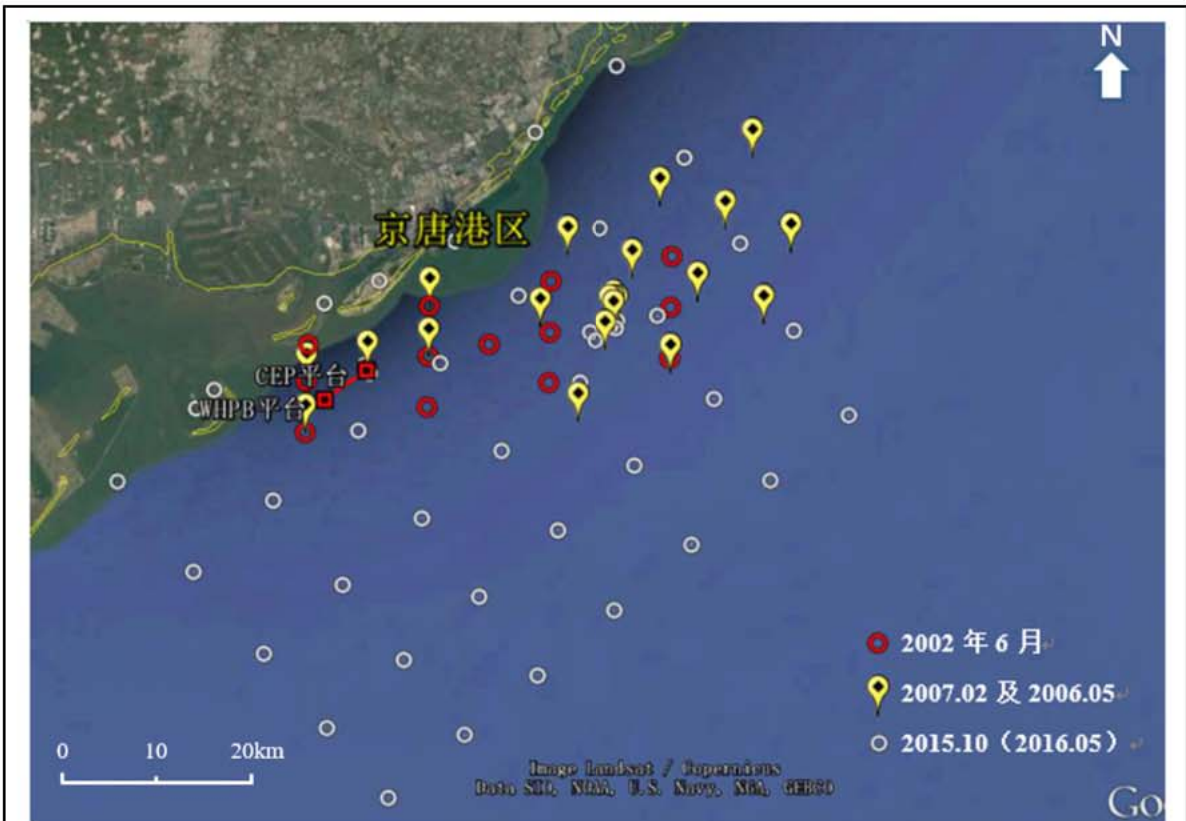 N
京唐港区
CEP平台
WHPB平台
2002 年 6 月
2007.02 及 2006.05
2015.10（2016.05）
0 10 20km
Image Landsat / Copernicus
Data SIO, NOAA, U.S. Navy, NGA, GEBCO
Goo